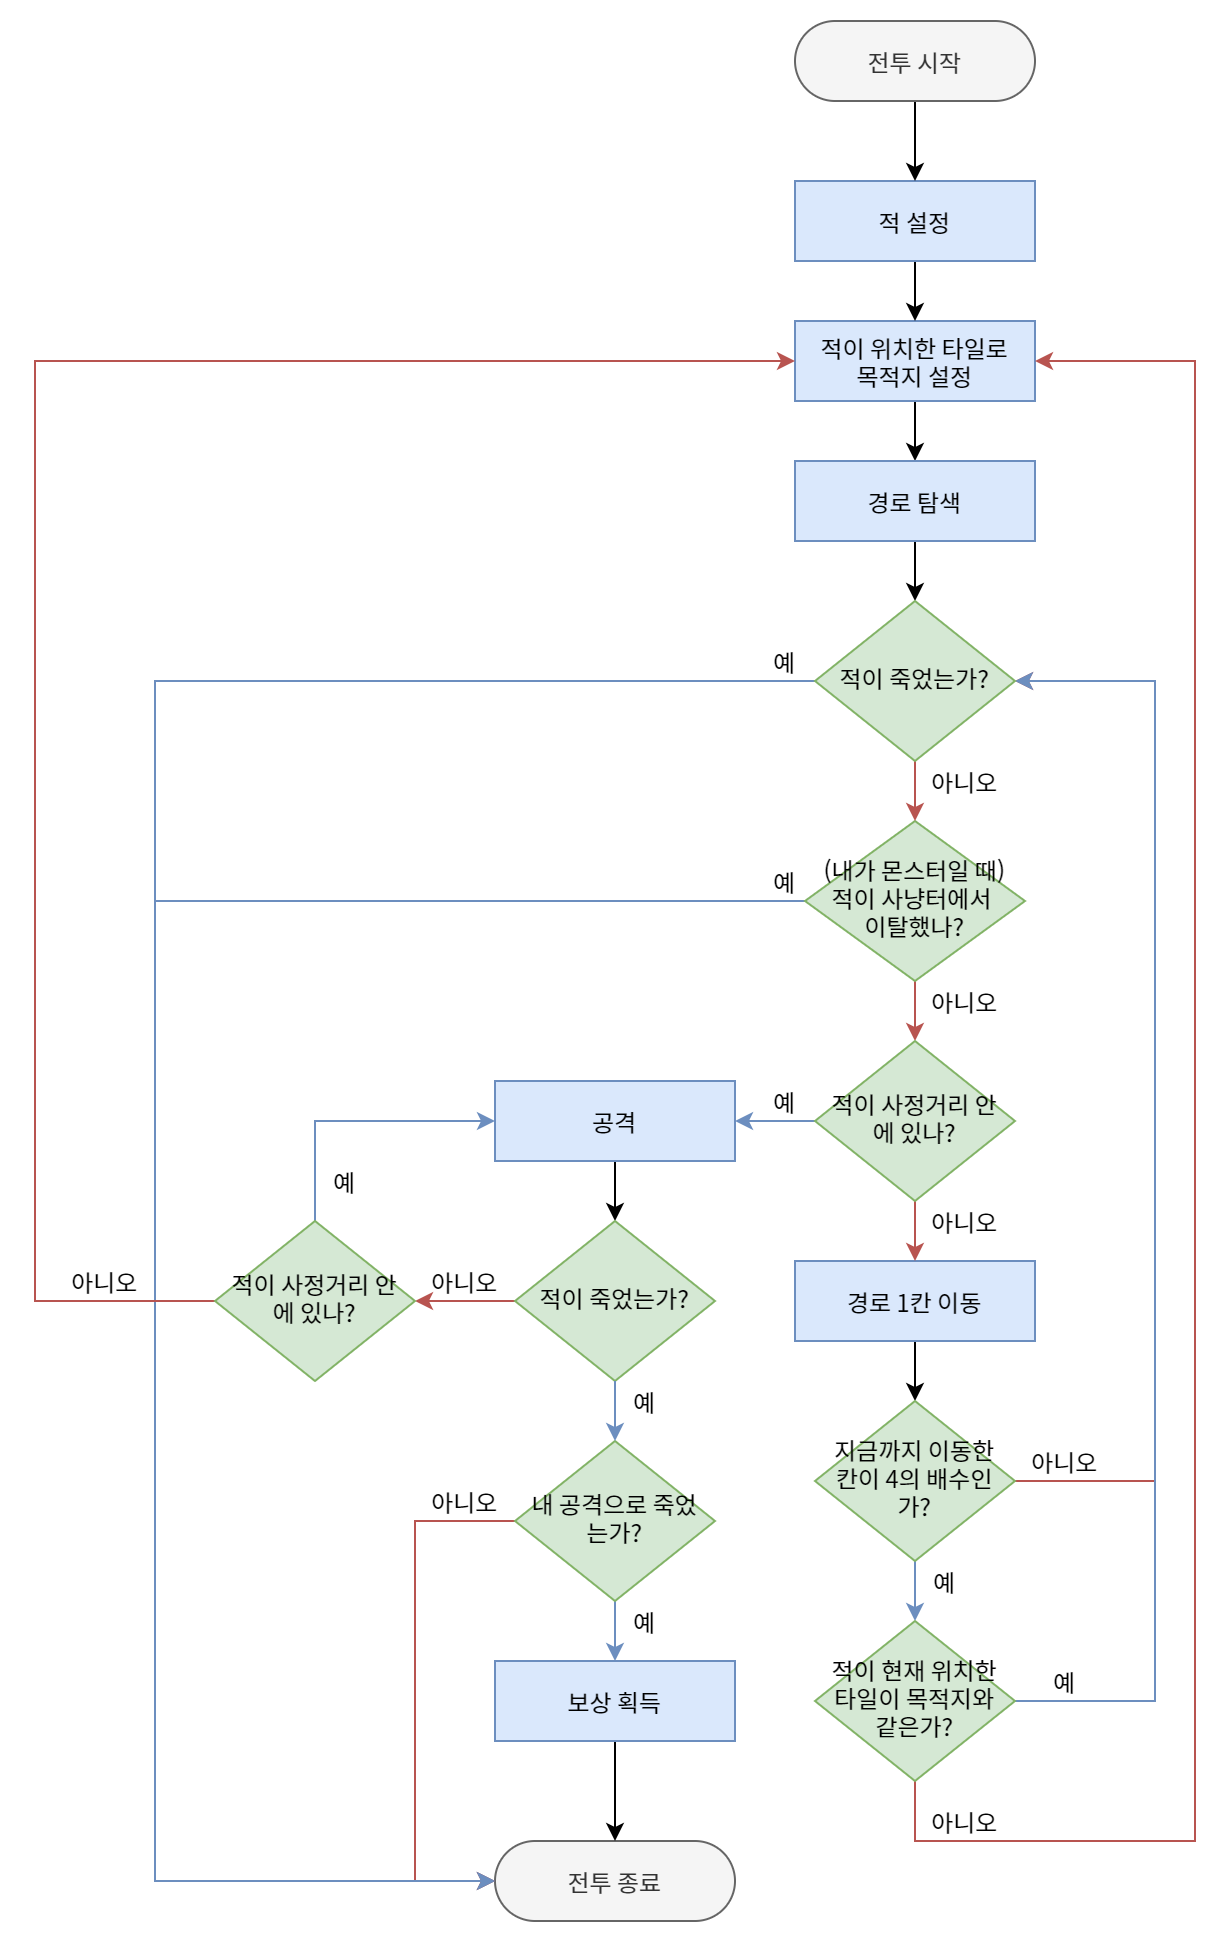 전투 시작
적 설정
적이 위치한 타일로
목적지 설정
경로 탐색
예
적이 죽었는가?
아니오
예
(내가 몬스터일 때)
적이 사냥터에서
이탈했나?
아니오
공격
예
적이 사정거리 안
에 있나?
예
아니오
아니오
적이 사정거리 안
에 있나?
아니오
적이 죽었는가?
경로 1칸 이동
예
지금까지 이동한
칸이 4의 배수인
가?
아니오
아니오
내 공격으로 죽었
는가?
예
예
적이 현재 위치한
타일이 목적지와
같은가?
예
보상 획득
아니오
전투 종료